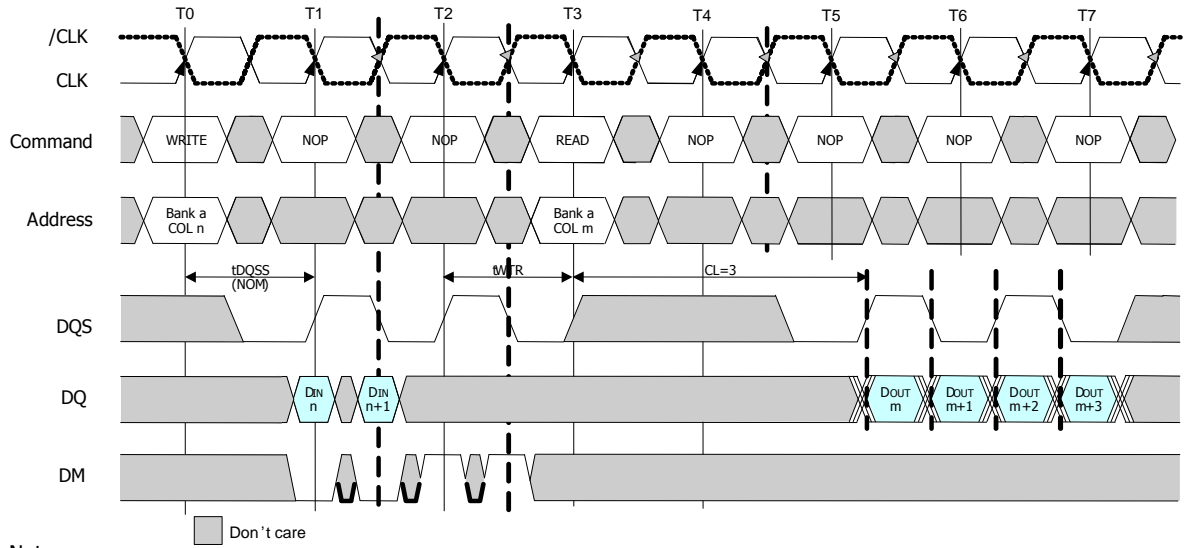 T0 T1 T2 T3 T4 T5 T6 T7
/CLK
CLK
Command WRITE NOP NOP READ NOP NOP NOP NOP
Address Bank a COL n Bank a COL m
tDQSS (NOM) tWTR CL=3
DQS
DQ DIN n DIN n+1 DOUT m DOUT m+1 DOUT m+2 DOUT m+3
DM
Don't care